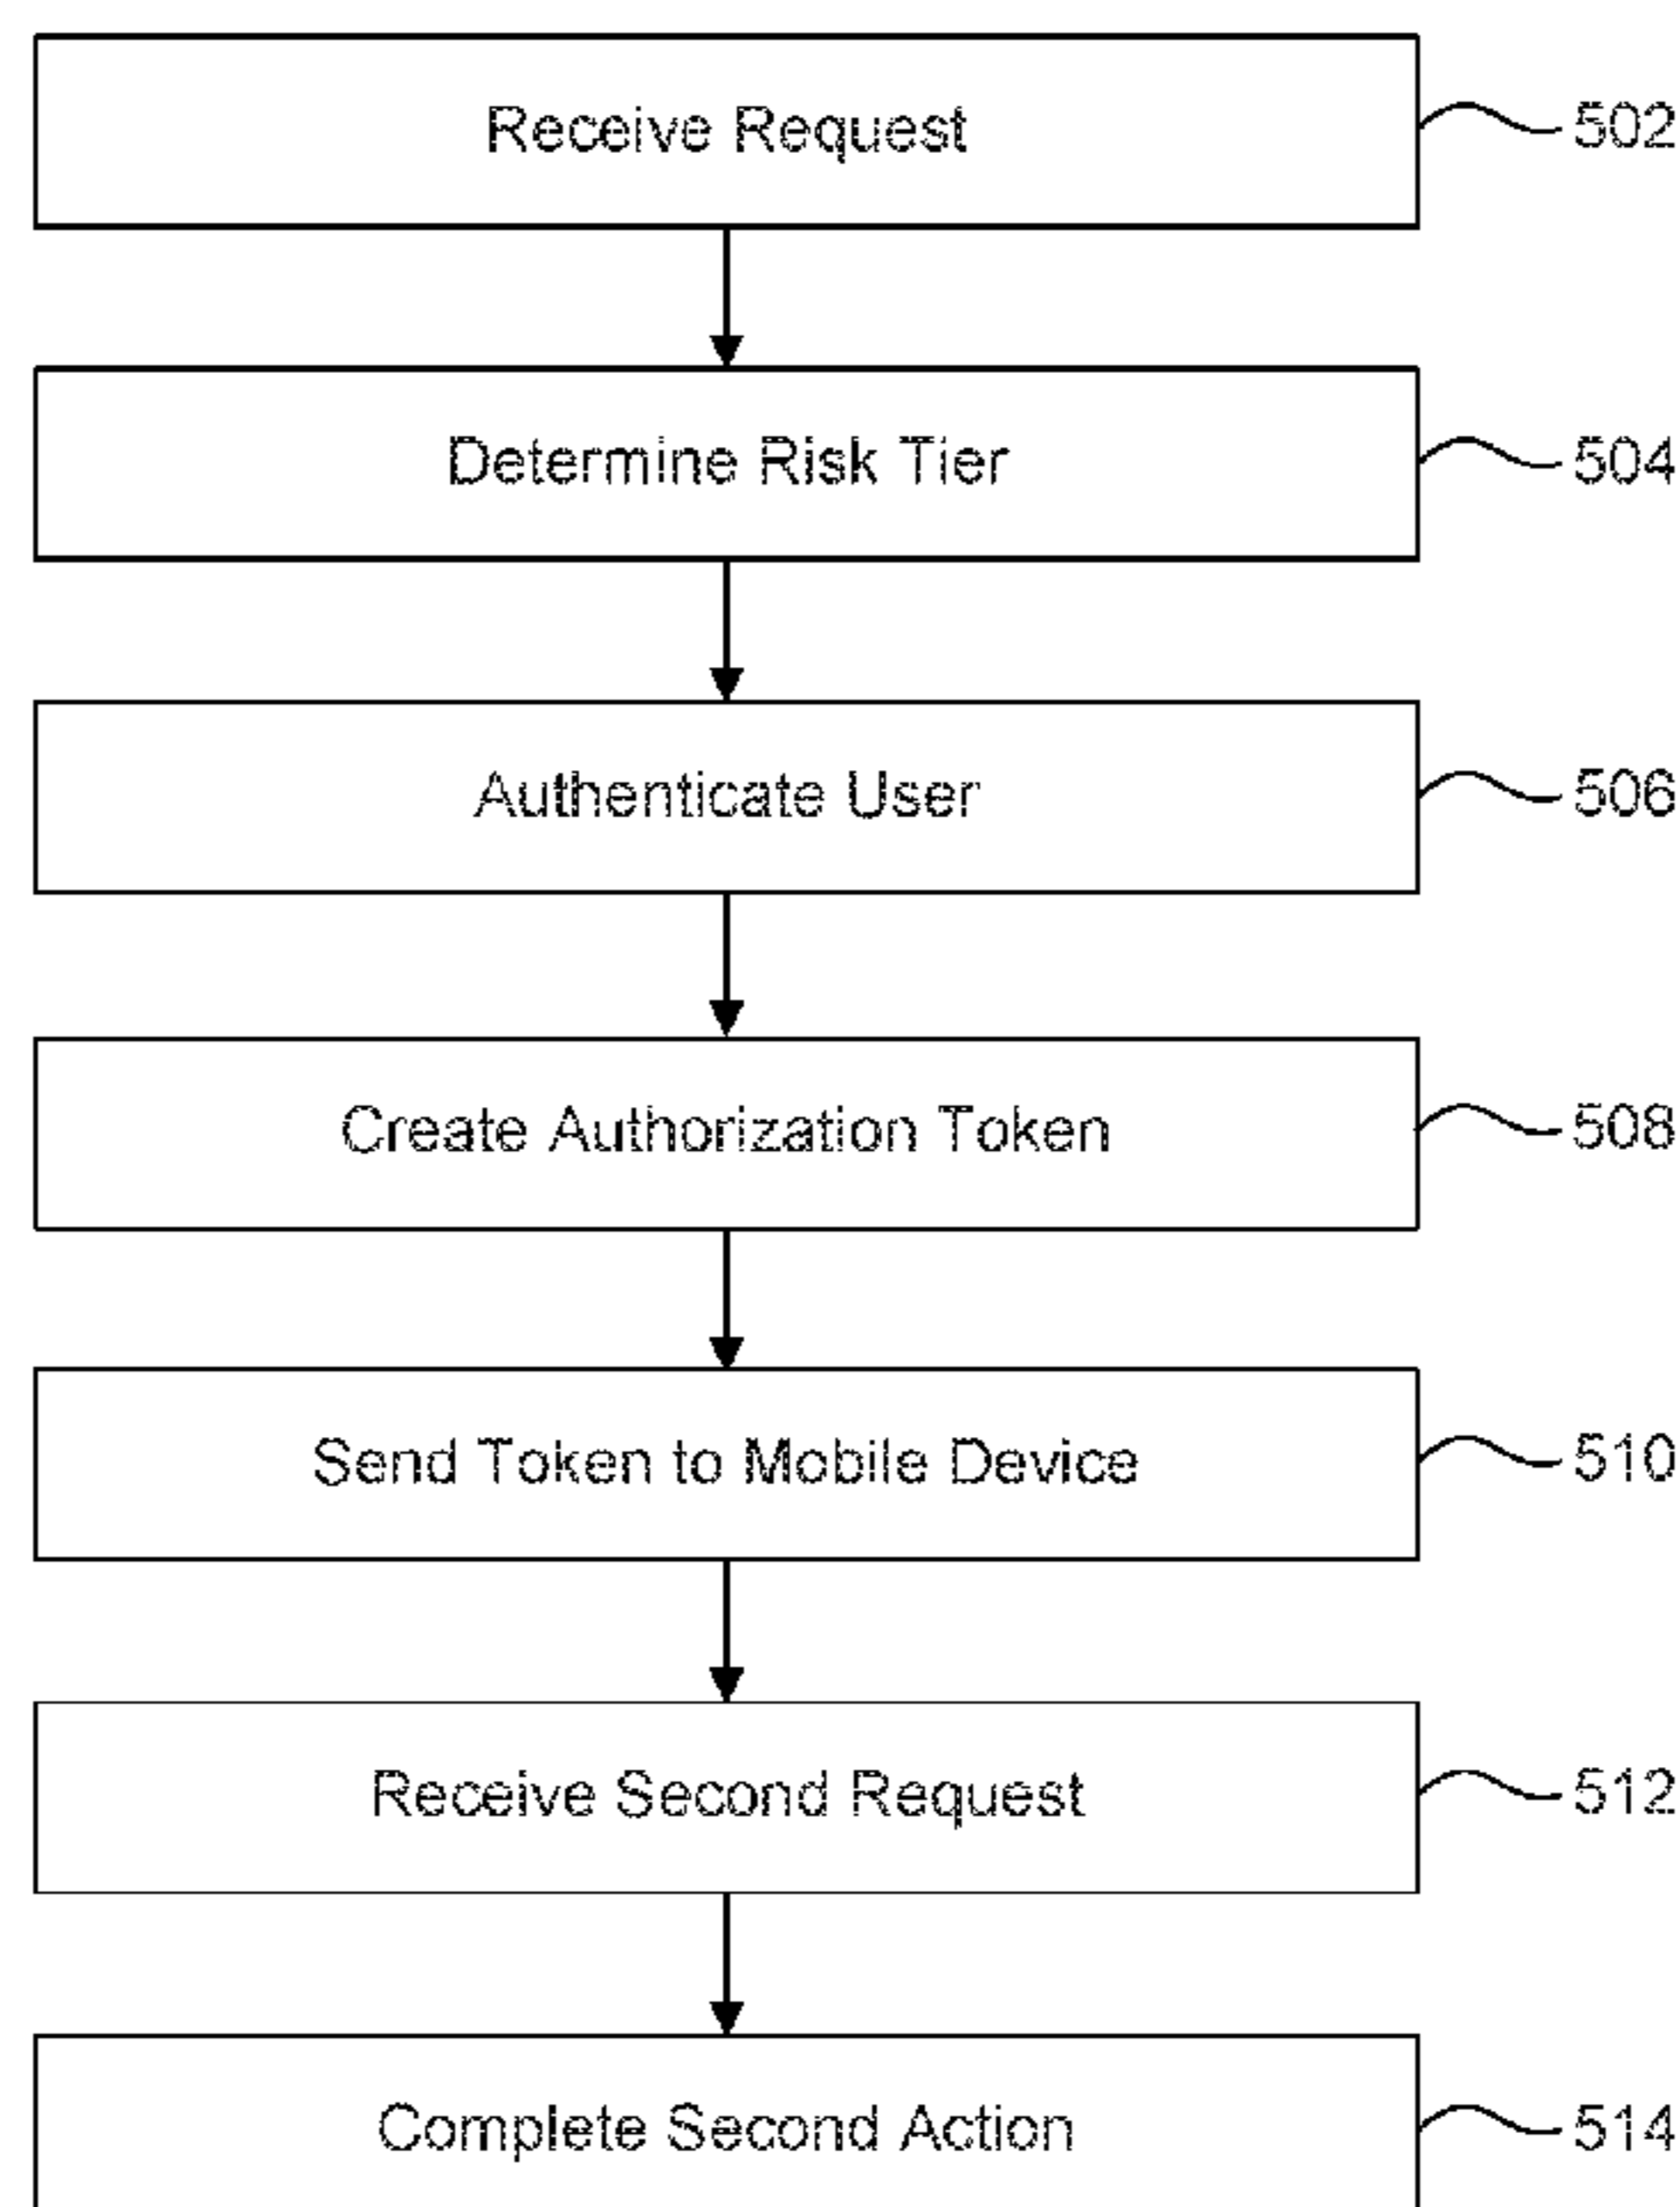 Receive Request
502
Determine Risk Tier
504
Authenticate User
506
Create Authorization Token
508
Send Token to Mobile Device
510
Receive Second Request
512
Complete Second Action
514